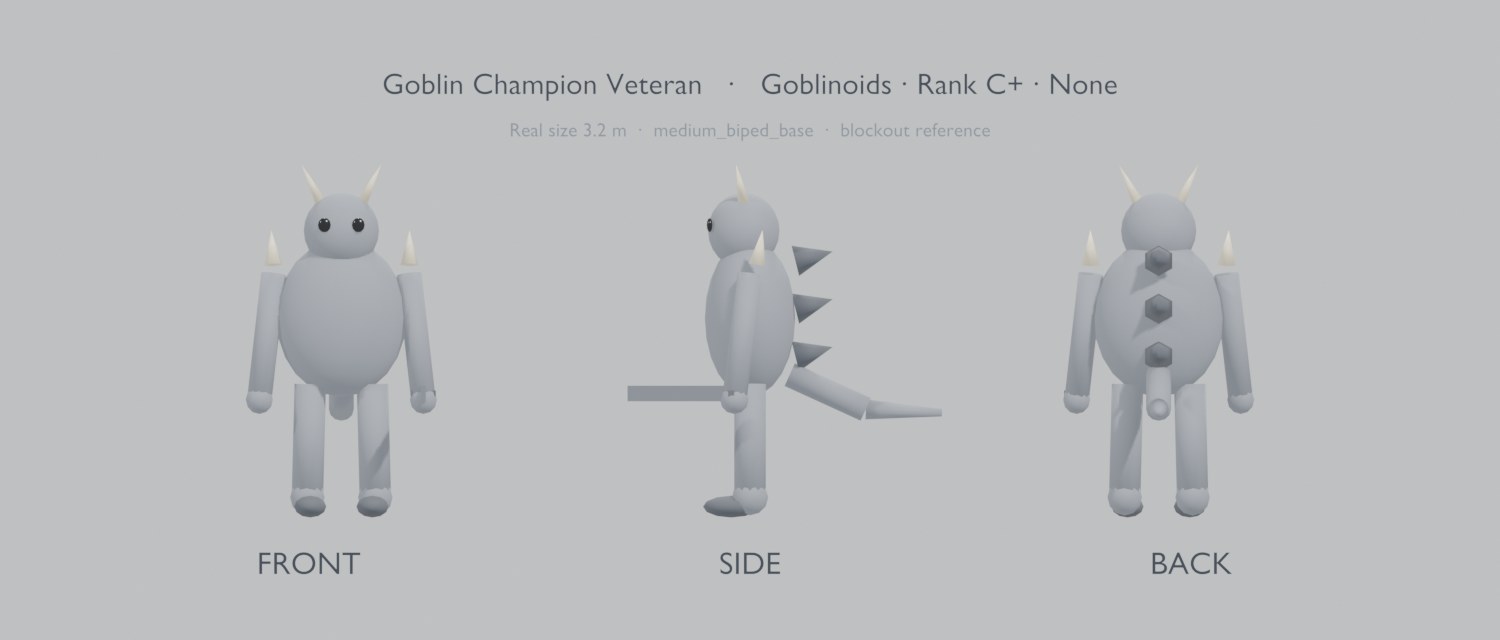 Goblin Champion Veteran · Goblinoids · Rank C+ · None
Real size 3.2 m · medium_biped_base · blockout reference
FRONT SIDE BACK